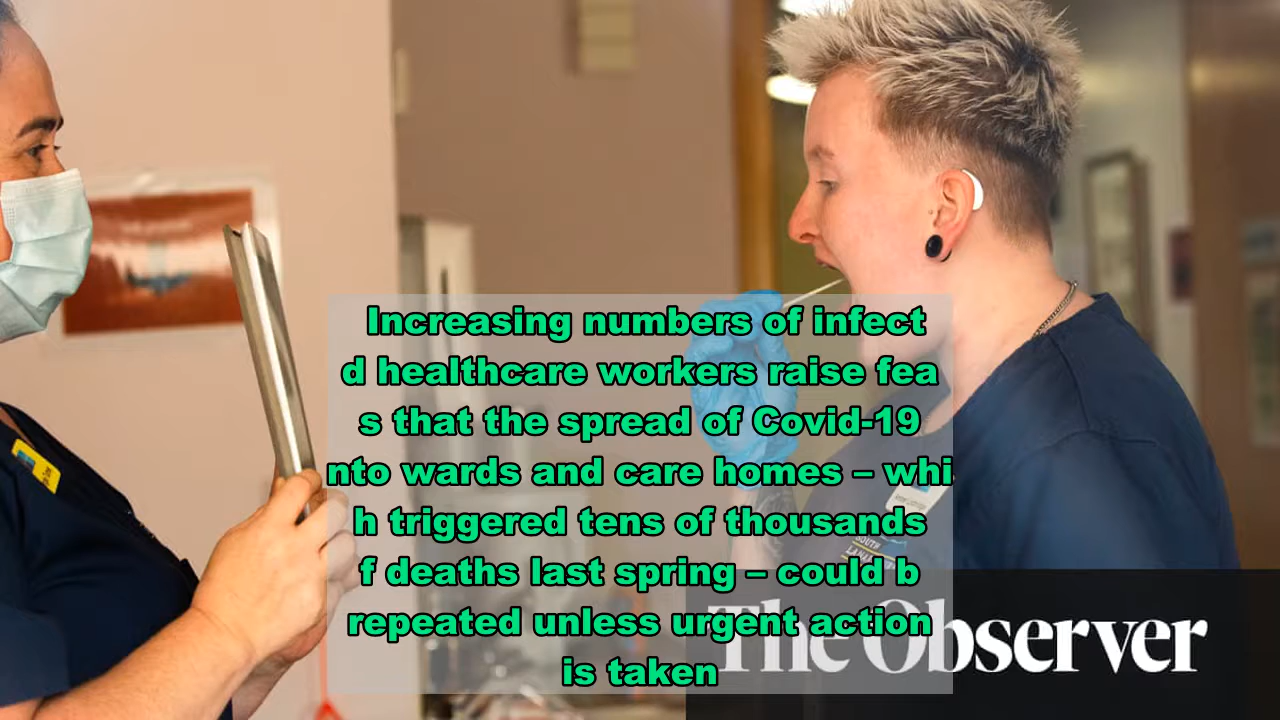 Increasing numbers of infect
d healthcare workers raise fea
s that the spread of Covid-19
nto wards and care homes – whi
h triggered tens of thousands
f deaths last spring – could b
repeated unless urgent action
is taken
The Observer
SOUTH